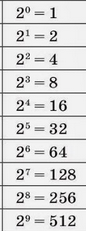 2⁰ = 1
2¹ = 2
2² = 4
2³ = 8
2⁴ = 16
2⁵ = 32
2⁶ = 64
2⁷ = 128
2⁸ = 256
2⁹ = 512